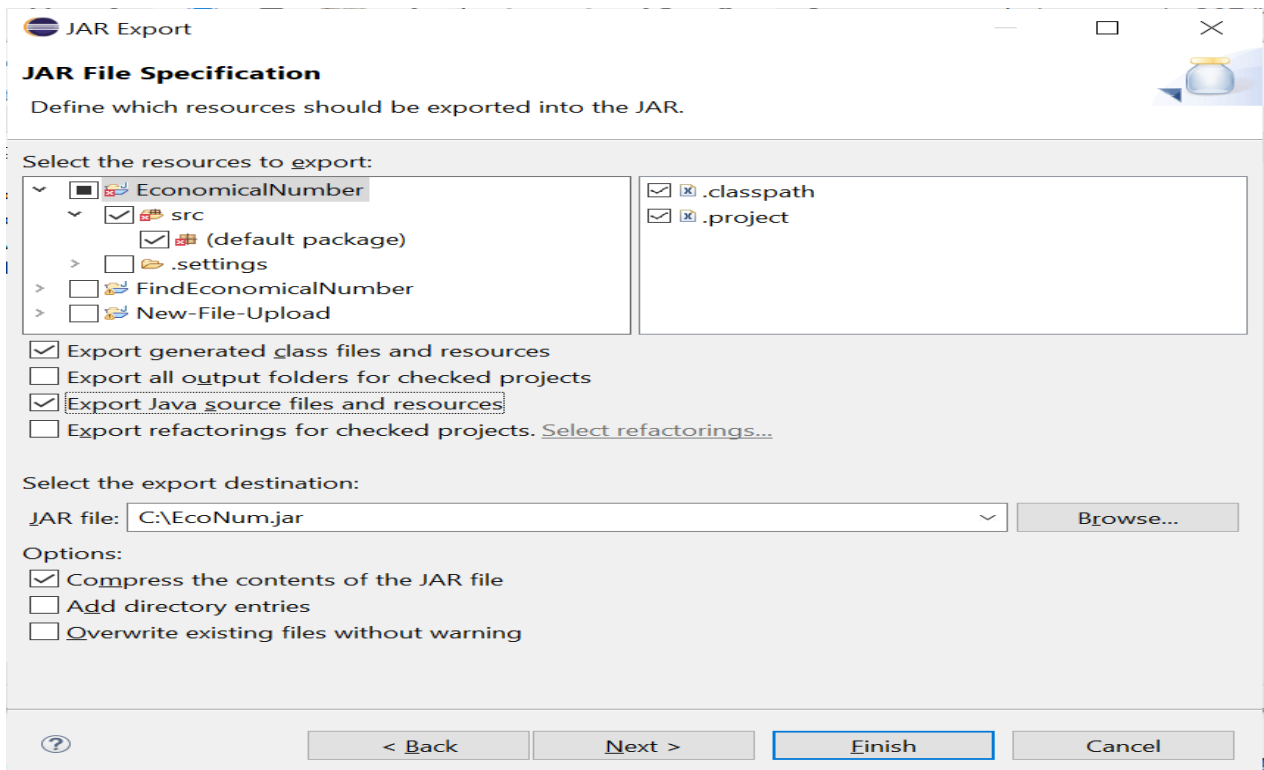 JAR Export
JAR File Specification
Define which resources should be exported into the JAR.
Select the resources to export:
EconomicalNumber
src
(default package)
.settings
FindEconomicalNumber
New-File-Upload
.classpath
.project
Export generated class files and resources
Export all output folders for checked projects
Export Java source files and resources
Export refactorings for checked projects. Select refactorings...
Select the export destination:
JAR file: C:\EcoNum.jar Browse...
Options:
Compress the contents of the JAR file
Add directory entries
Overwrite existing files without warning
? < Back Next > Finish Cancel